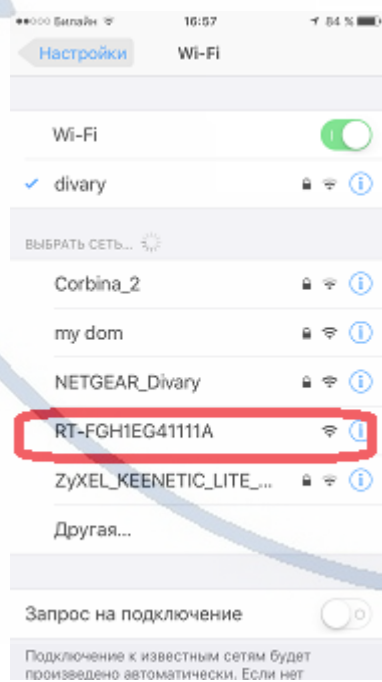 Билайн 16:57 84 %
Настройки Wi-Fi
Wi-Fi
divary
ВЫБРАТЬ СЕТЬ...
Corbina_2
my dom
NETGEAR_Divary
RT-FGH1EG41111A
ZyXEL_KEENETIC_LITE_...
Другая...
Запрос на подключение
Подключение к известным сетям будет
произведено автоматически. Если нет